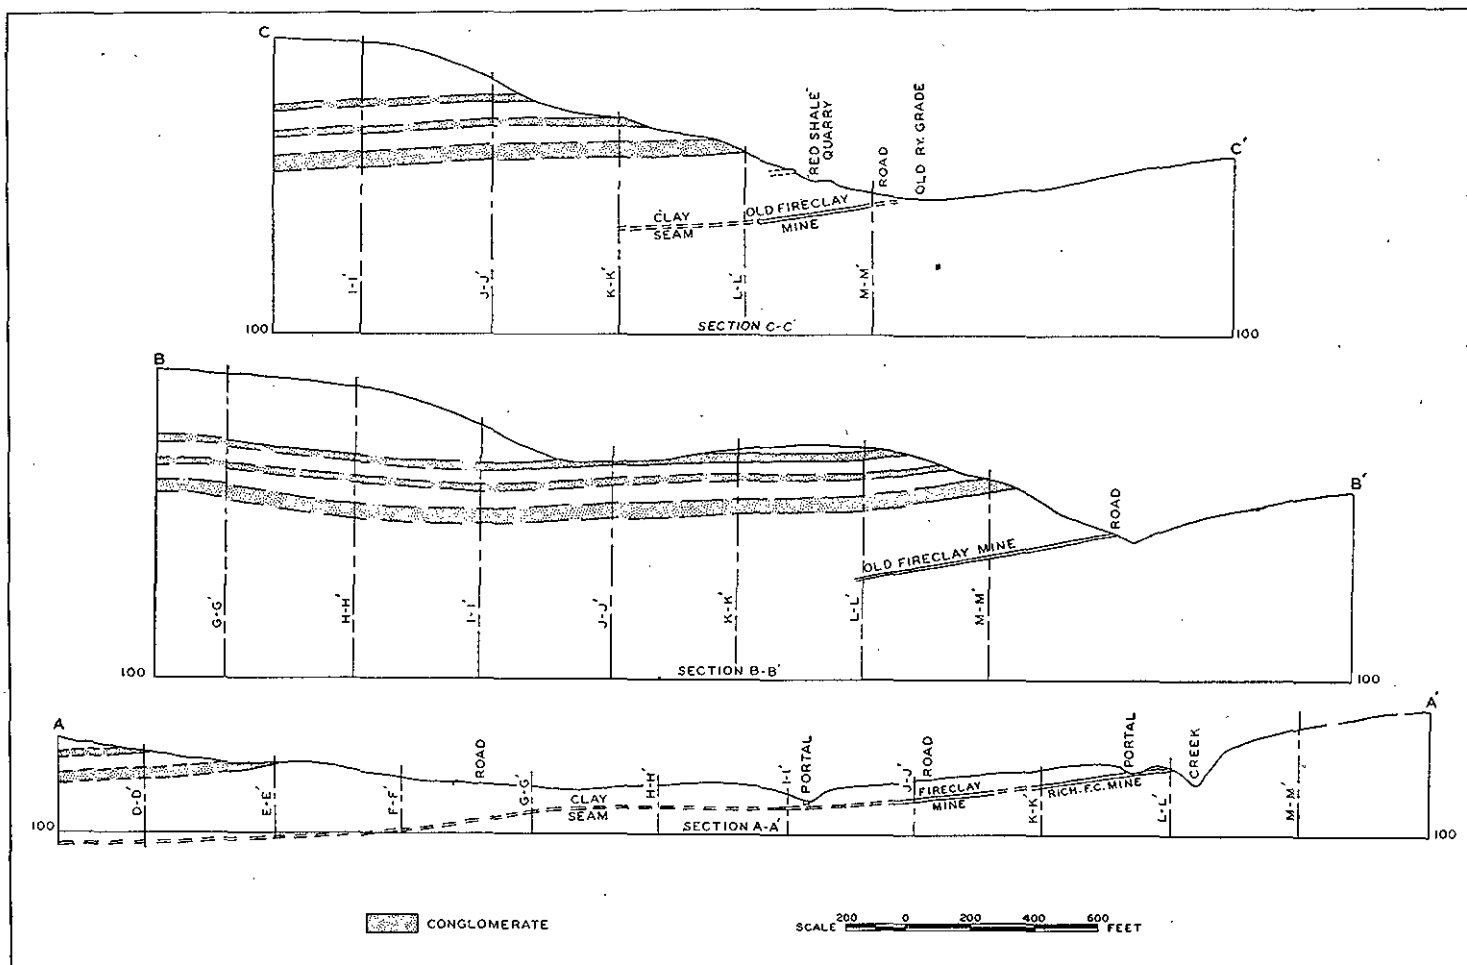 C
C'
RED SHALE
QUARRY
ROAD
OLD RY. GRADE
CLAY
SEAM
OLD FIRECLAY
MINE
I-I'
J-J'
K-K'
L-L'
M-M'
100
SECTION C-C'
100
B
B'
ROAD
OLD FIRECLAY MINE
G-G'
H-H'
I-I'
J-J'
K-K'
L-L'
M-M'
100
SECTION B-B'
100
A
A'
ROAD
PORTAL
ROAD
PORTAL
CREEK
D-D'
E-E'
F-F'
G-G'
H-H'
I-I'
J-J'
K-K'
L-L'
M-M'
CLAY
SEAM
FIRECLAY
MINE
RICH. F.C. MINE
100
SECTION A-A'
100
CONGLOMERATE
SCALE 200 0 200 400 600 FEET